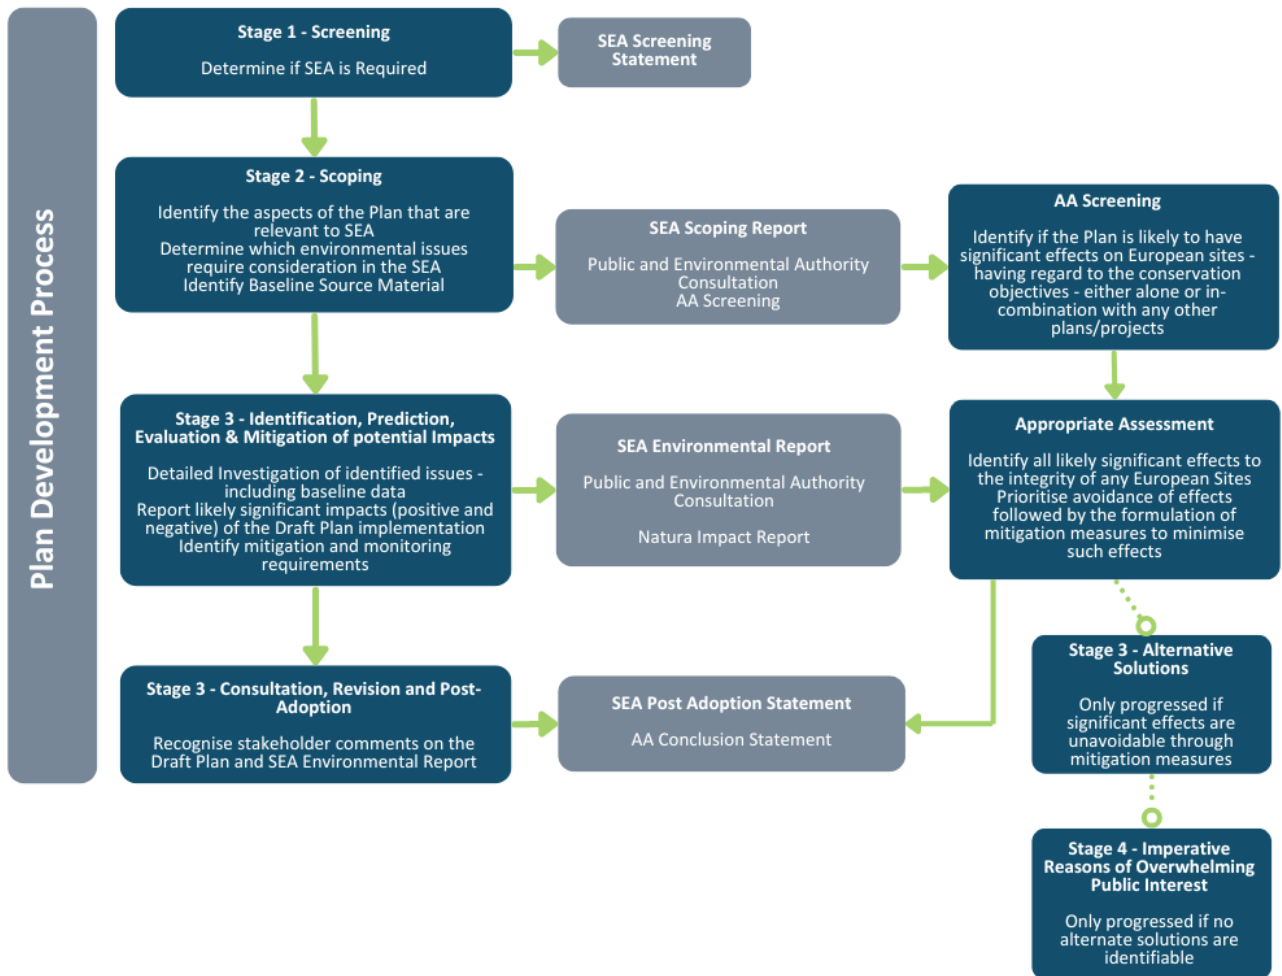 Plan Development Process
Stage 1 - Screening
Determine if SEA is Required
SEA Screening
Statement
Stage 2 - Scoping
Identify the aspects of the Plan that are
relevant to SEA
Determine which environmental issues
require consideration in the SEA
Identify Baseline Source Material
SEA Scoping Report
Public and Environmental Authority
Consultation
AA Screening
AA Screening
Identify if the Plan is likely to have
significant effects on European sites -
having regard to the conservation
objectives - either alone or in-
combination with any other
plans/projects
Stage 3 - Identification, Prediction,
Evaluation & Mitigation of potential Impacts
Detailed Investigation of identified issues -
including baseline data
Report likely significant impacts (positive and
negative) of the Draft Plan implementation
Identify mitigation and monitoring
requirements
SEA Environmental Report
Public and Environmental Authority
Consultation
Natura Impact Report
Appropriate Assessment
Identify all likely significant effects to
the integrity of any European Sites
Prioritise avoidance of effects
followed by the formulation of
mitigation measures to minimise
such effects
Stage 3 - Consultation, Revision and Post-
Adoption
Recognise stakeholder comments on the
Draft Plan and SEA Environmental Report
SEA Post Adoption Statement
AA Conclusion Statement
Stage 3 - Alternative
Solutions
Only progressed if
significant effects are
unavoidable through
mitigation measures
Stage 4 - Imperative
Reasons of Overwhelming
Public Interest
Only progressed if no
alternate solutions are
identifiable